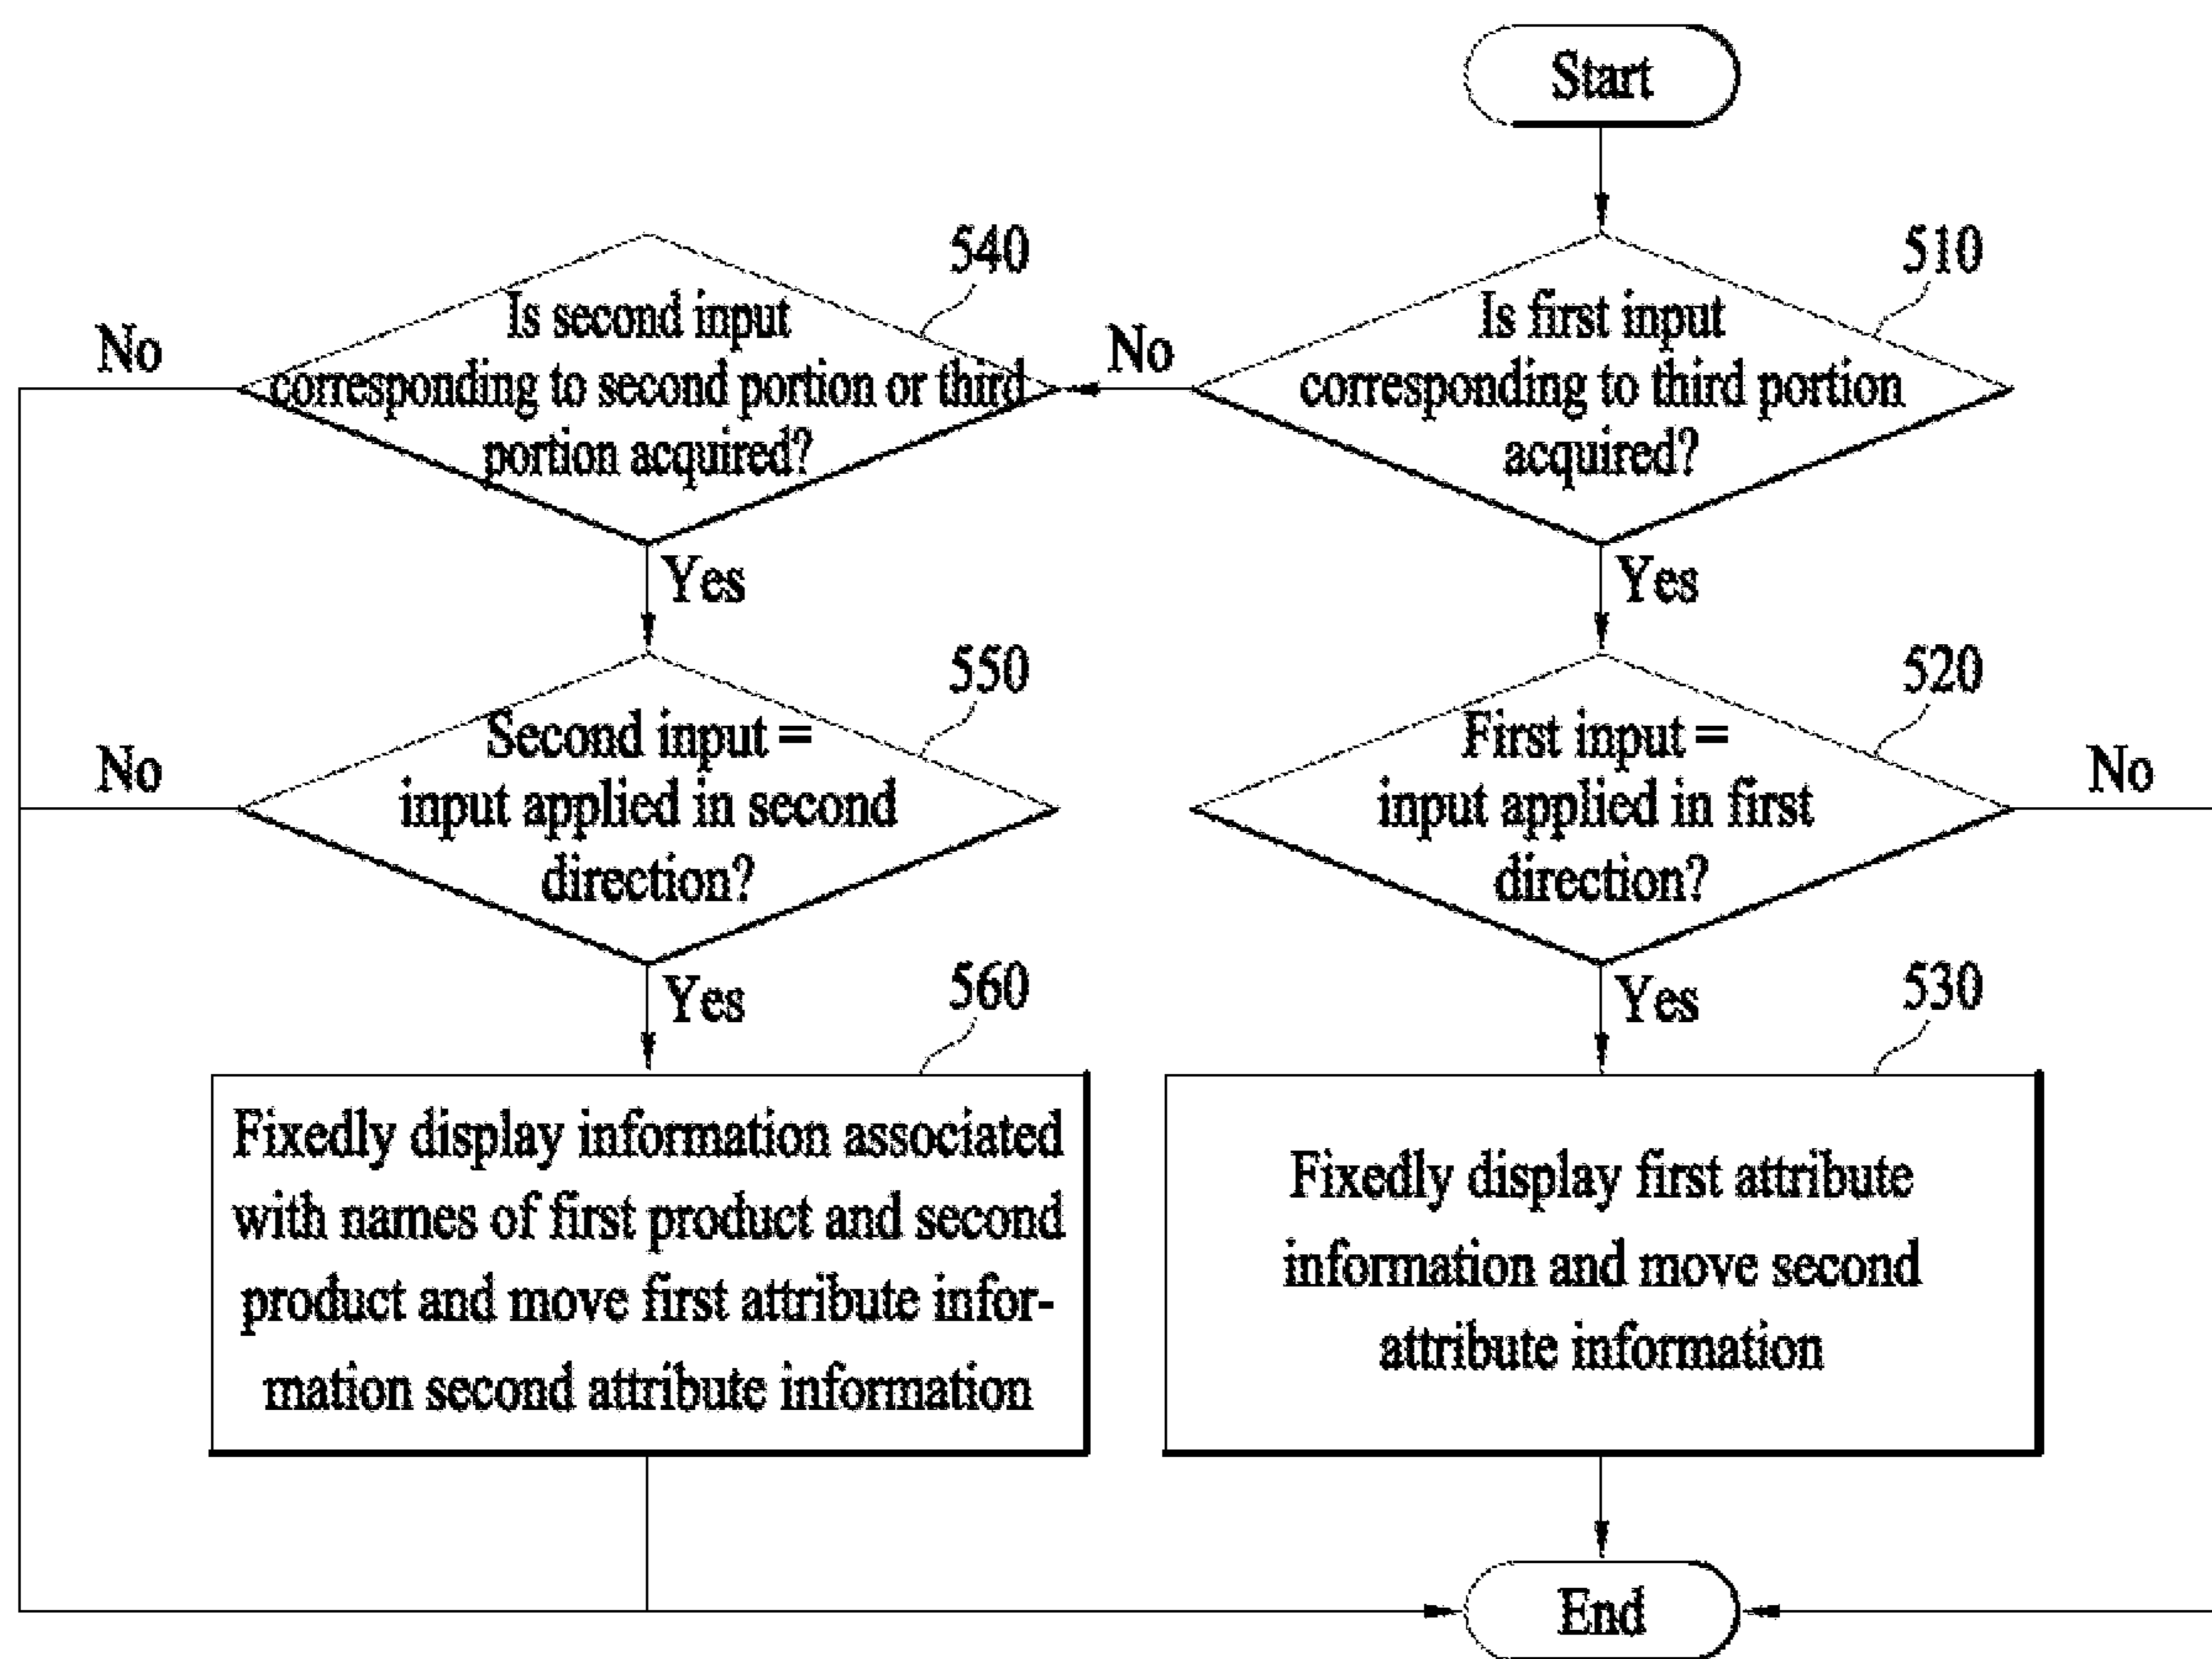 Start
510
Is first input
corresponding to third portion
acquired?
No
Yes
540
Is second input
corresponding to second portion or third
portion acquired?
No
Yes
520
First input =
input applied in first
direction?
No
Yes
550
Second input =
input applied in second
direction?
No
Yes
530
Fixedly display first attribute
information and move second
attribute information
560
Fixedly display information associated
with names of first product and second
product and move first attribute infor-
mation second attribute information
End